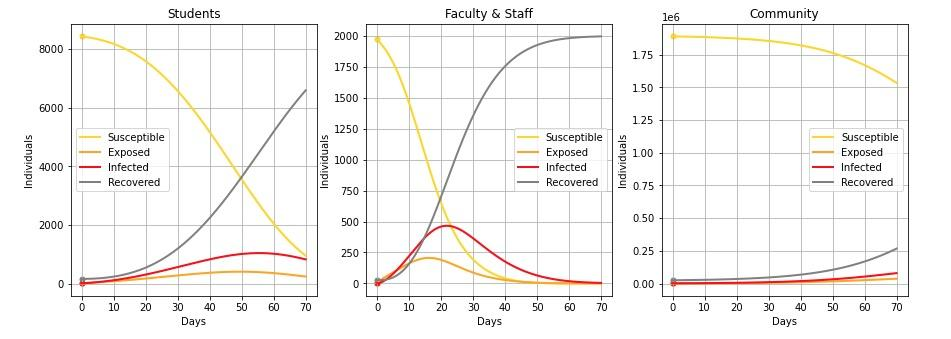 Students
Individuals
8000
6000
4000
2000
0
Susceptible
Exposed
Infected
Recovered
0 10 20 30 40 50 60 70
Days
Faculty & Staff
Individuals
2000
1750
1500
1250
1000
750
500
250
0
Susceptible
Exposed
Infected
Recovered
0 10 20 30 40 50 60 70
Days
Community
1e6
Individuals
1.75
1.50
1.25
1.00
0.75
0.50
0.25
0.00
Susceptible
Exposed
Infected
Recovered
0 10 20 30 40 50 60 70
Days